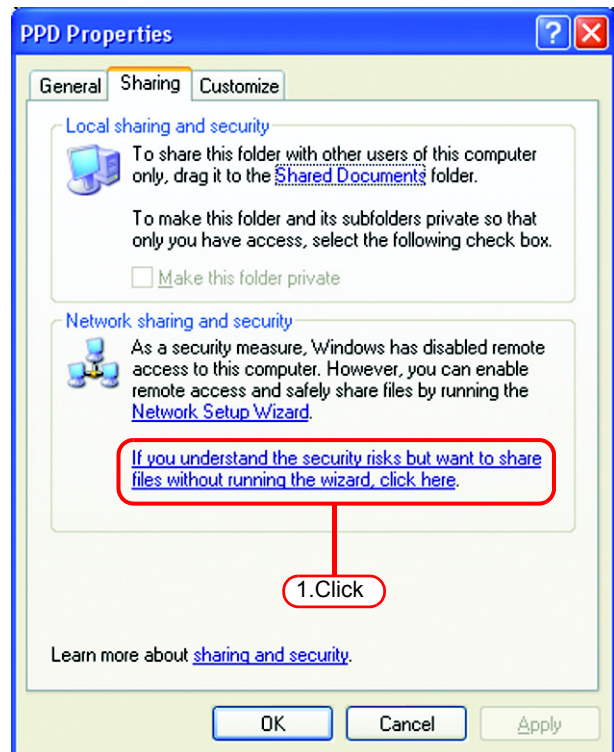 PPD Properties
General Sharing Customize
Local sharing and security
To share this folder with other users of this computer
only, drag it to the Shared Documents folder.
To make this folder and its subfolders private so that
only you have access, select the following check box.
Make this folder private
Network sharing and security
As a security measure, Windows has disabled remote
access to this computer. However, you can enable
remote access and safely share files by running the
Network Setup Wizard.
If you understand the security risks but want to share
files without running the wizard, click here.
1.Click
Learn more about sharing and security.
OK Cancel Apply